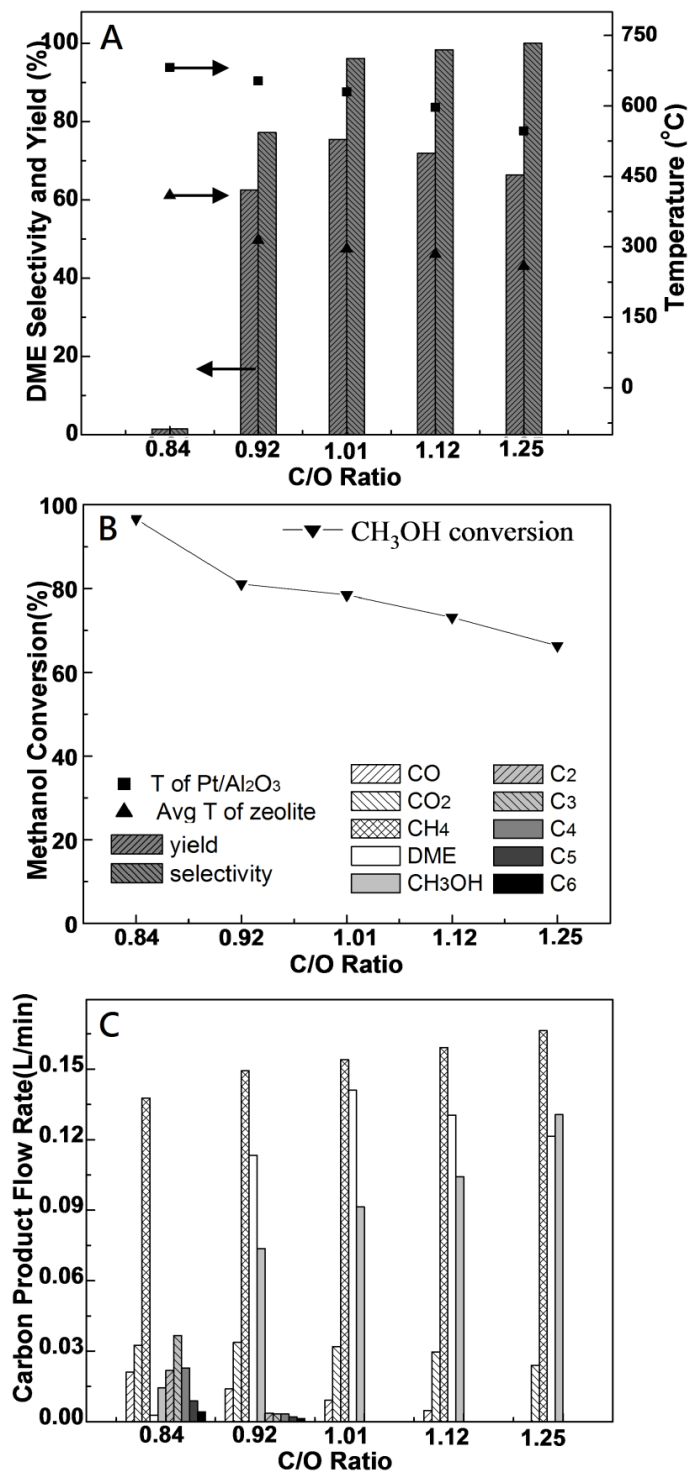 A
DME Selectivity and Yield (%)
100
80
60
40
20
0
Temperature (°C)
750
600
450
300
150
0
0.84 0.92 1.01 1.12 1.25
C/O Ratio
B
CH3OH conversion
Methanol Conversion(%)
100
80
60
40
20
0
T of Pt/Al2O3
Avg T of zeolite
yield
selectivity
CO
CO2
CH4
DME
CH3OH
C2
C3
C4
C5
C6
0.84 0.92 1.01 1.12 1.25
C/O Ratio
C
Carbon Product Flow Rate(L/min)
0.15
0.12
0.09
0.06
0.03
0.00
0.84 0.92 1.01 1.12 1.25
C/O Ratio